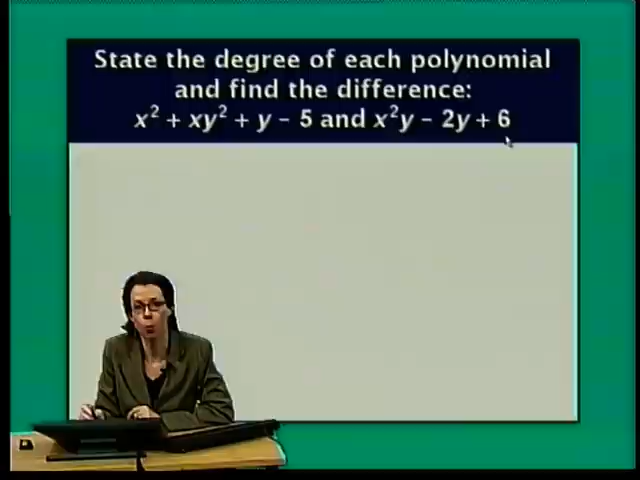 State the degree of each polynomial
and find the difference:
x² + xy² + y – 5 and x²y – 2y + 6